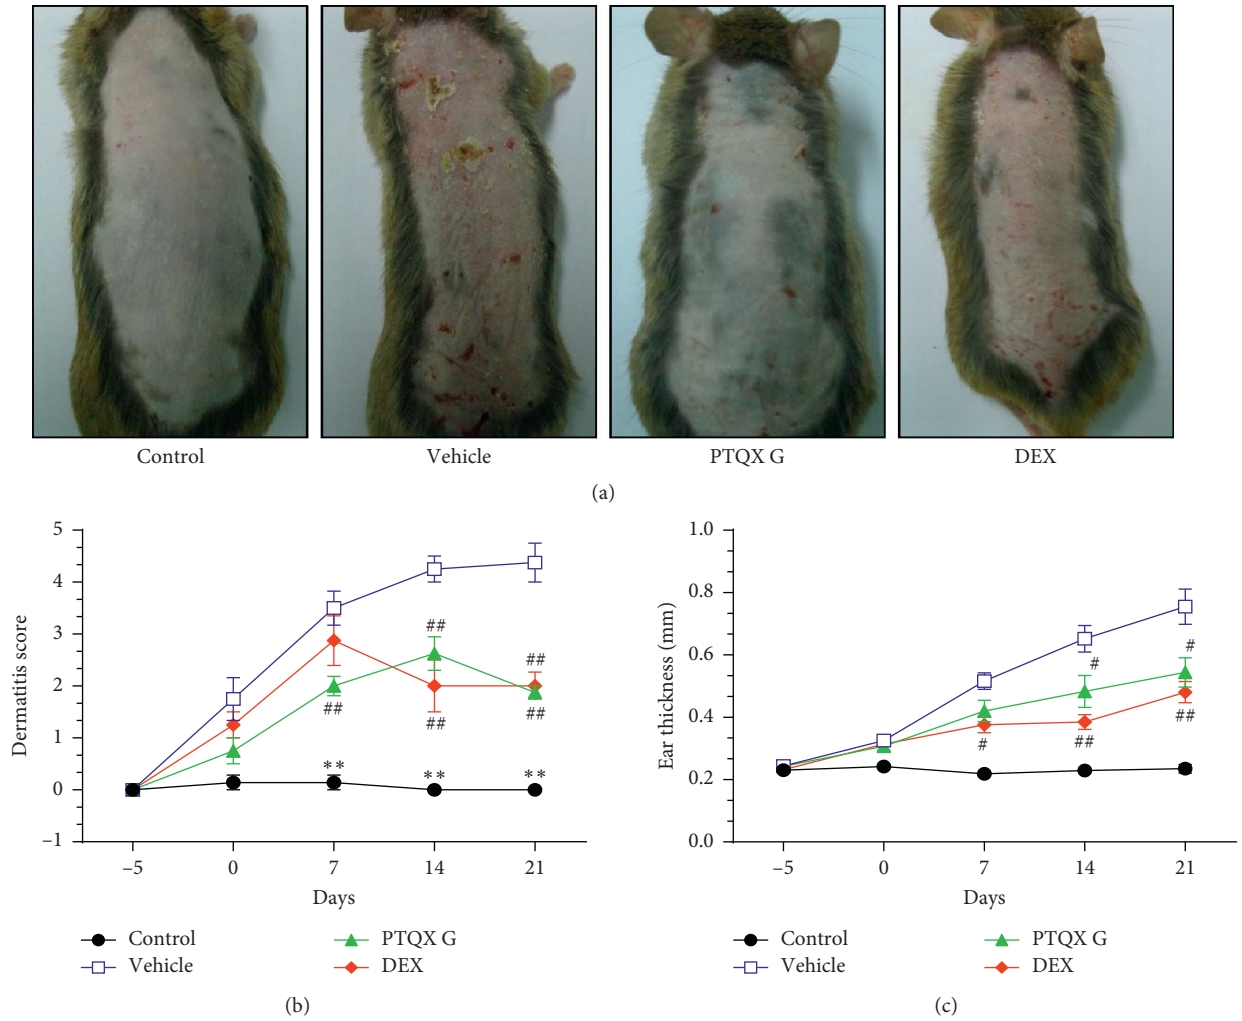 Control Vehicle PTQX G DEX
(a)
5
4
3
2
1
0
–1
Dermatitis score
## ## ## ## ## ** ** **
–5 0 7 14 21
Days
Control PTQX G
Vehicle DEX
(b)
1.0
0.8
0.6
0.4
0.2
0.0
Ear thickness (mm)
# # # ## ##
–5 0 7 14 21
Days
Control PTQX G
Vehicle DEX
(c)